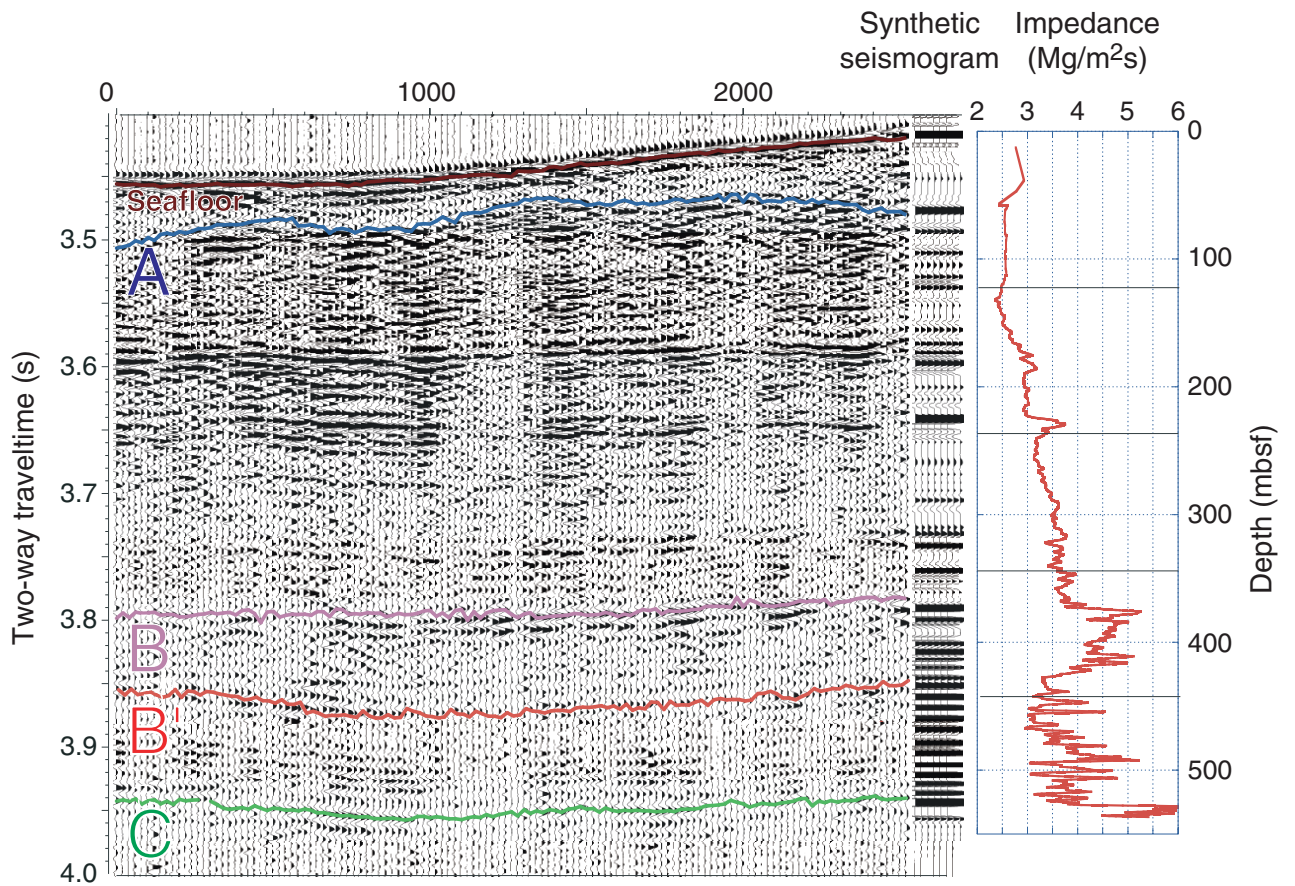 Synthetic Impedance
seismogram (Mg/m²s)
0 1000 2000
2 3 4 5 6
0
Seafloor
A
3.5
100
3.6
200
3.7
300
Two-way traveltime (s)
Depth (mbsf)
3.8
B
400
B'
3.9
500
C
4.0